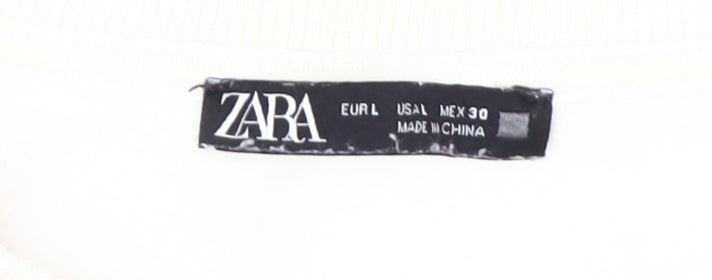 ZARA
EUR L USA L MEX 30
MADE IN CHINA